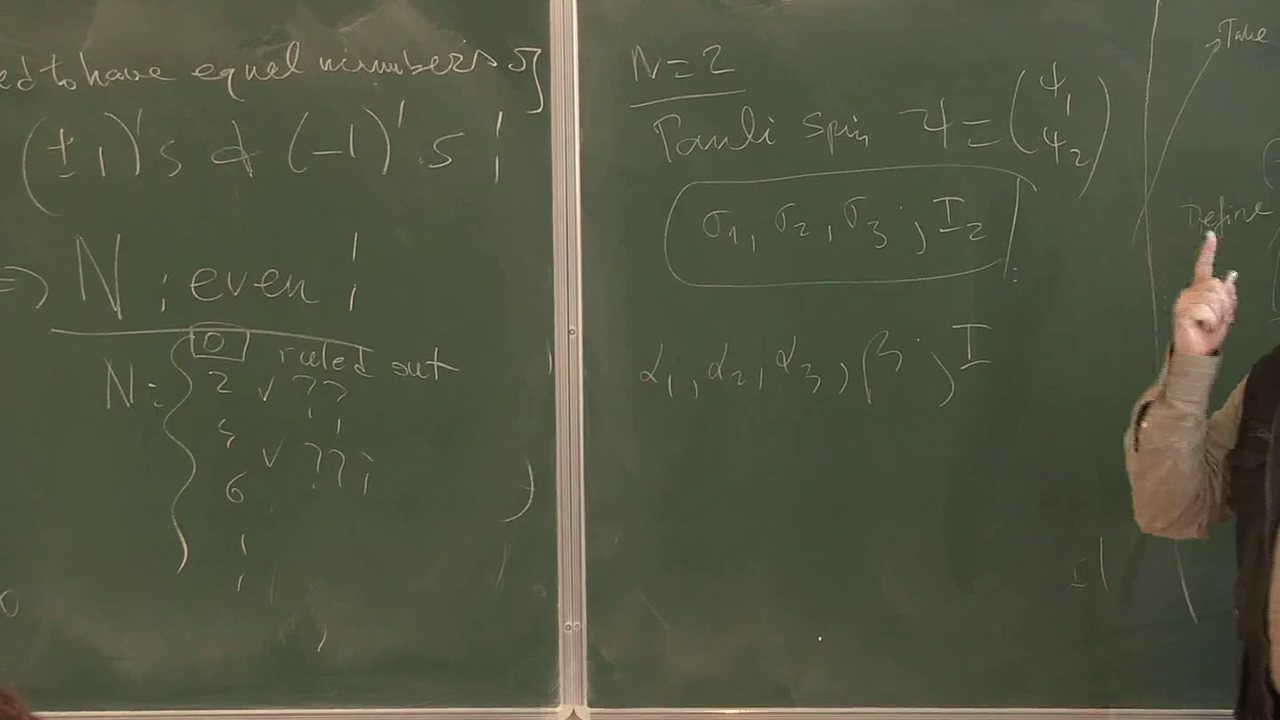 ed to have equal numbers of
(±1)'s & (-1)'s !
=> N ; even !
N: { 0 ruled out
2 ✓ ??
4
✓ ??
6
N=2
Pauli spin ψ = (ψ1 ψ2)
σ1, σ2, σ3 ; I2
α1, α2, α3, β ; I
Take
Define